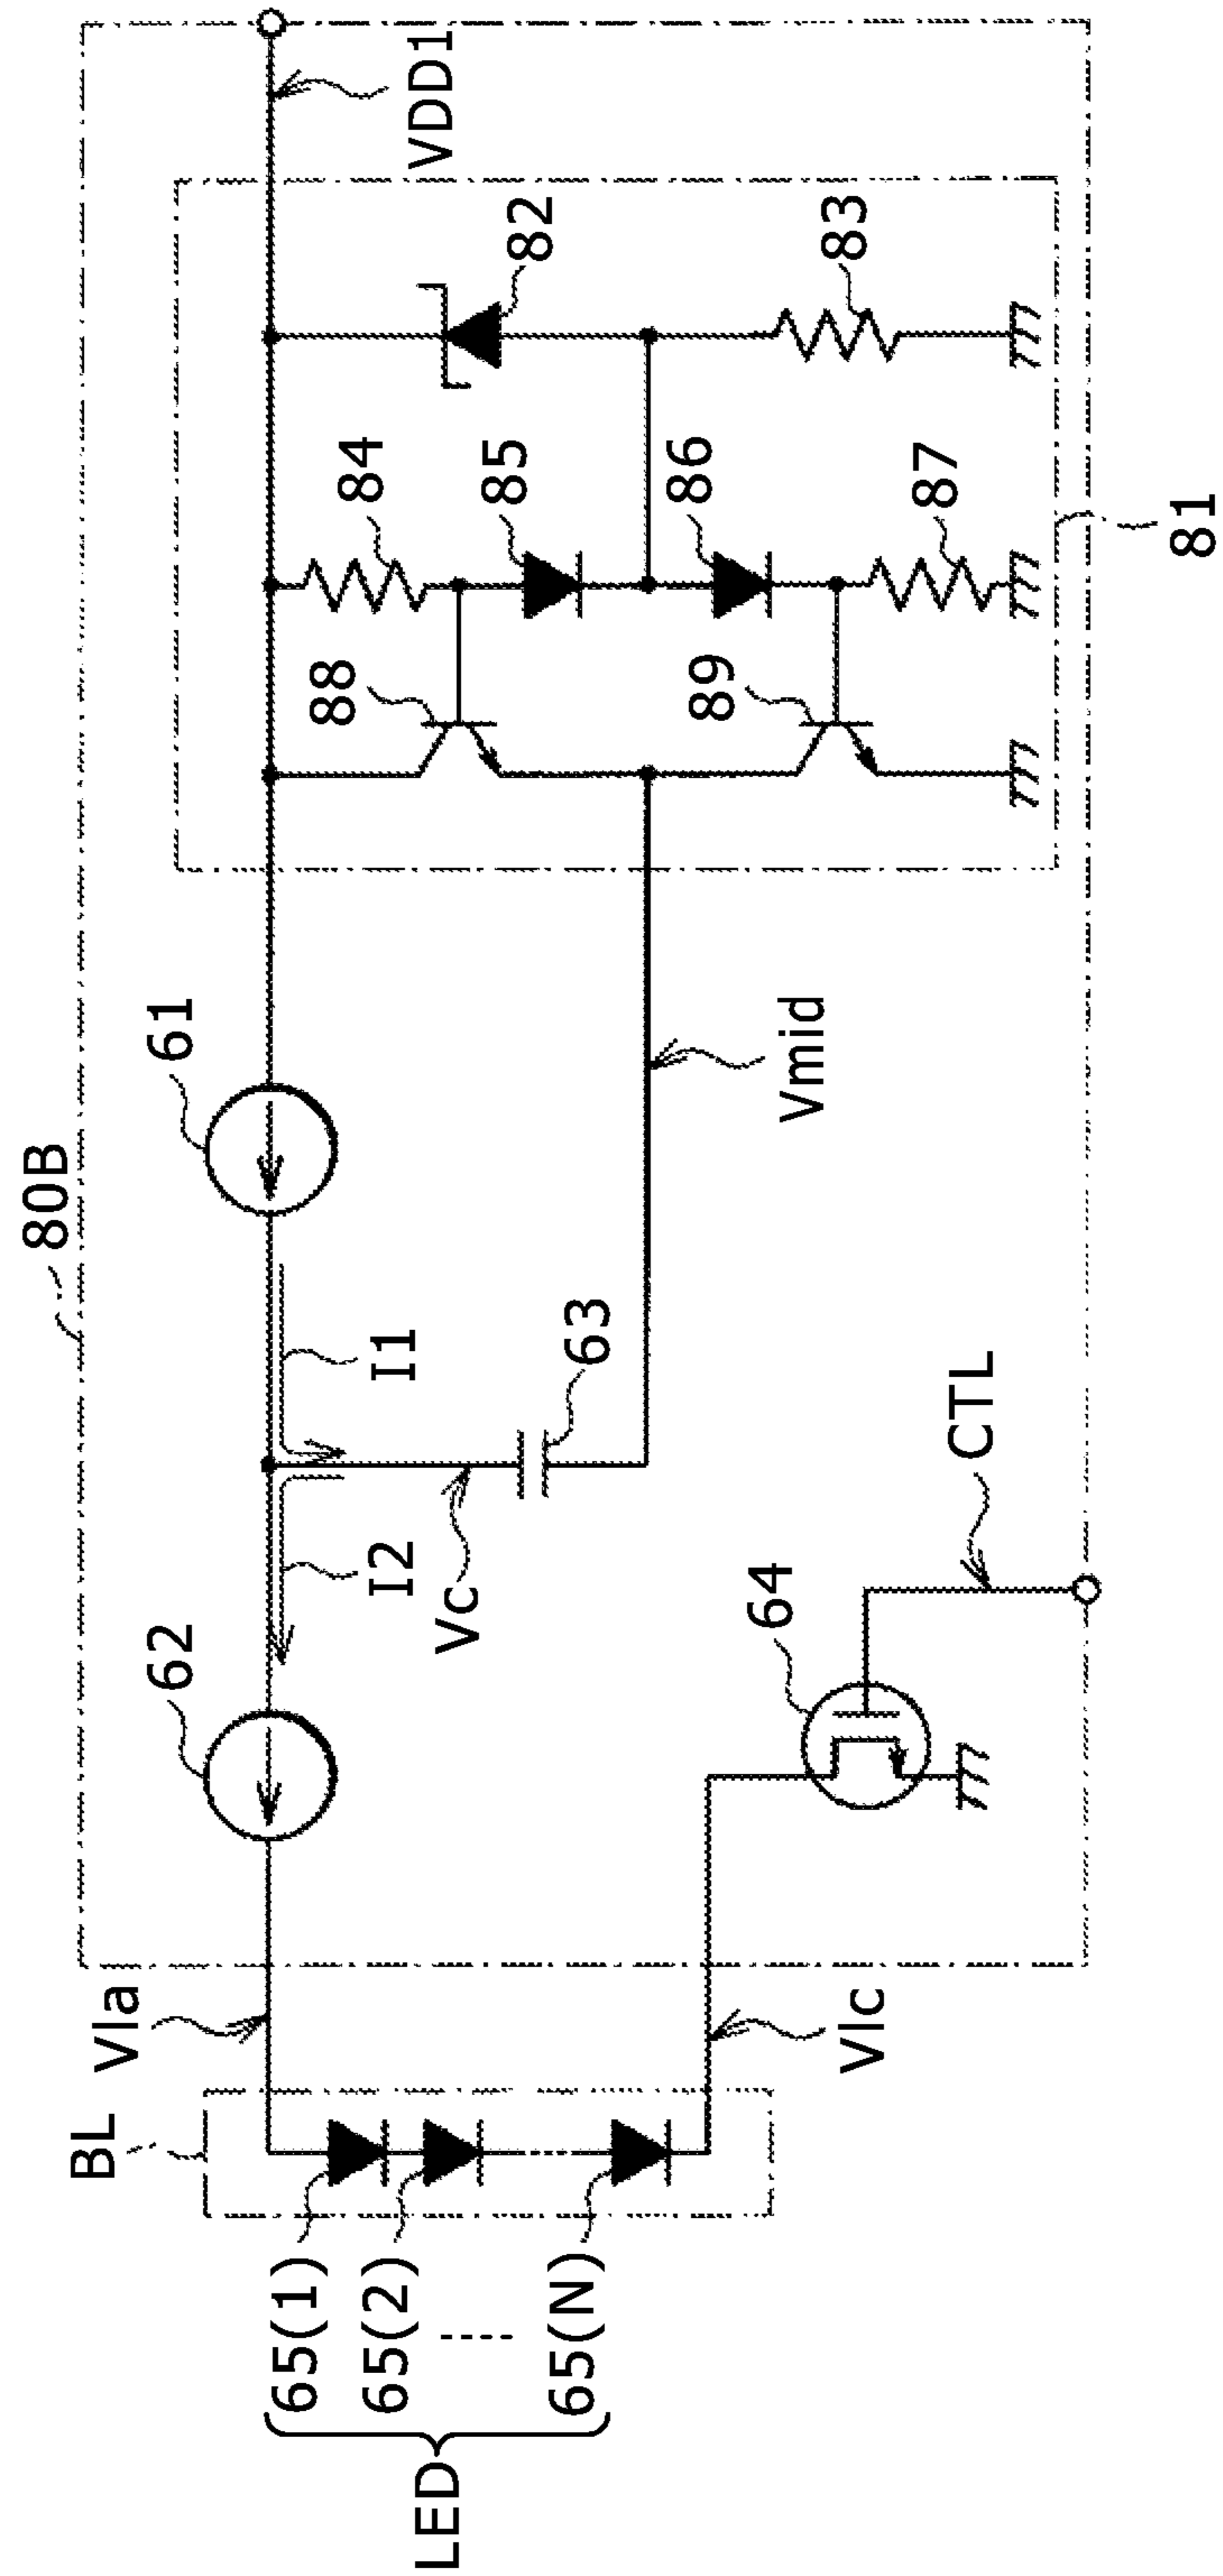 80B
VDD1
61
62
I1
I2
Vc
63
Vmid
84
88
85
82
86
89
83
87
81
64
CTL
Vla
Vlc
BL
LED
65(1)
65(2)
65(N)